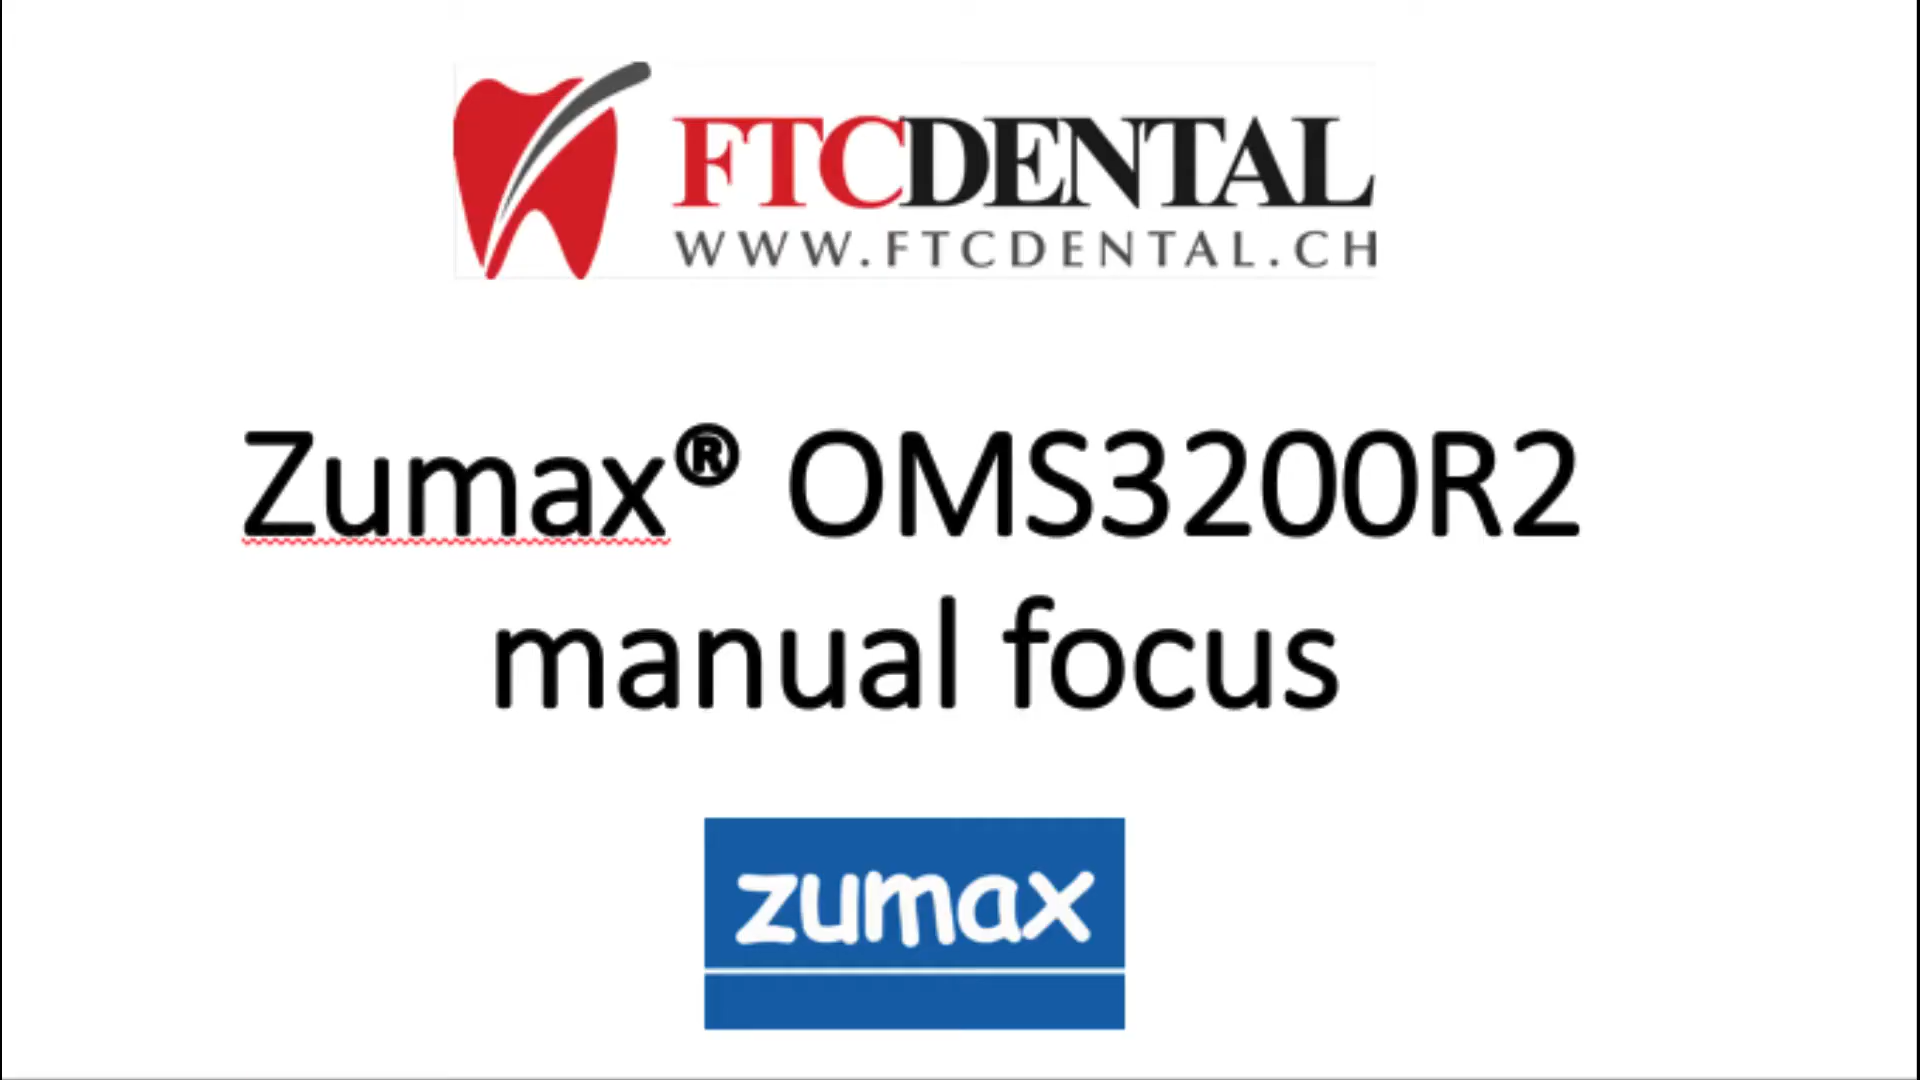 FTCDENTAL
WWW.FTCDENTAL.CH
Zumax® OMS3200R2
manual focus
zumax